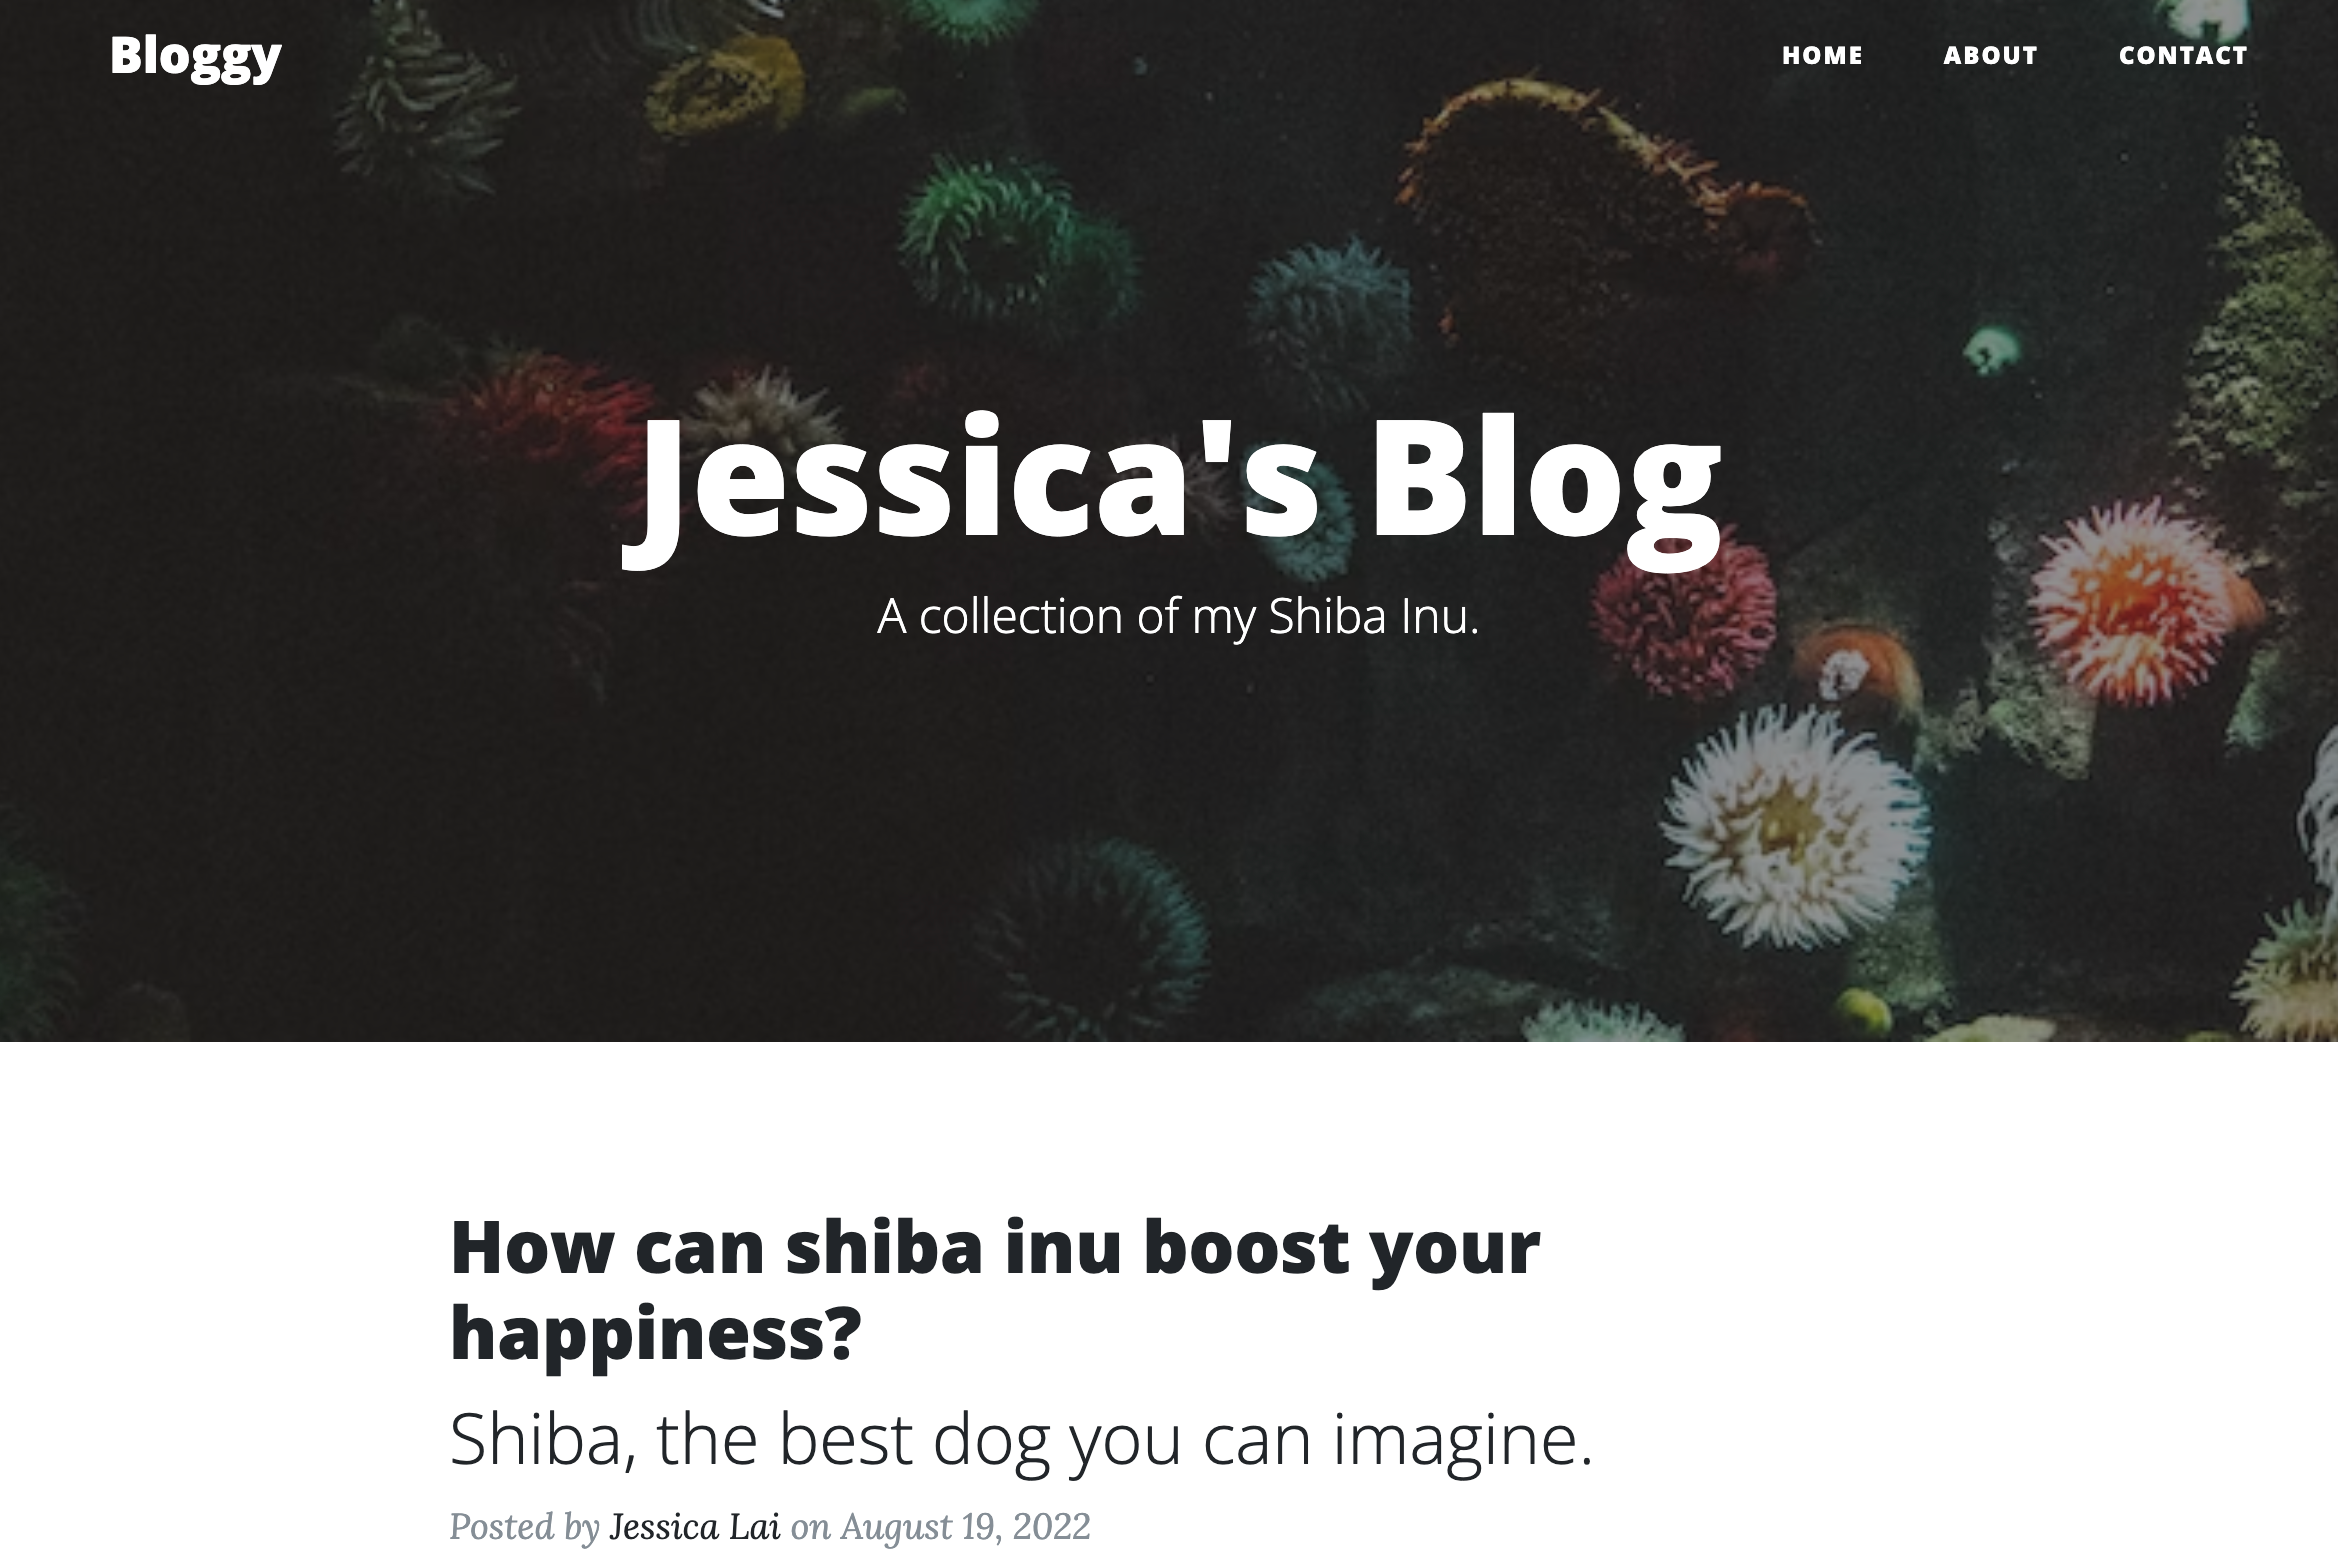 Bloggy
HOME ABOUT CONTACT
Jessica's Blog
A collection of my Shiba Inu.
How can shiba inu boost your
happiness?
Shiba, the best dog you can imagine.
Posted by Jessica Lai on August 19, 2022